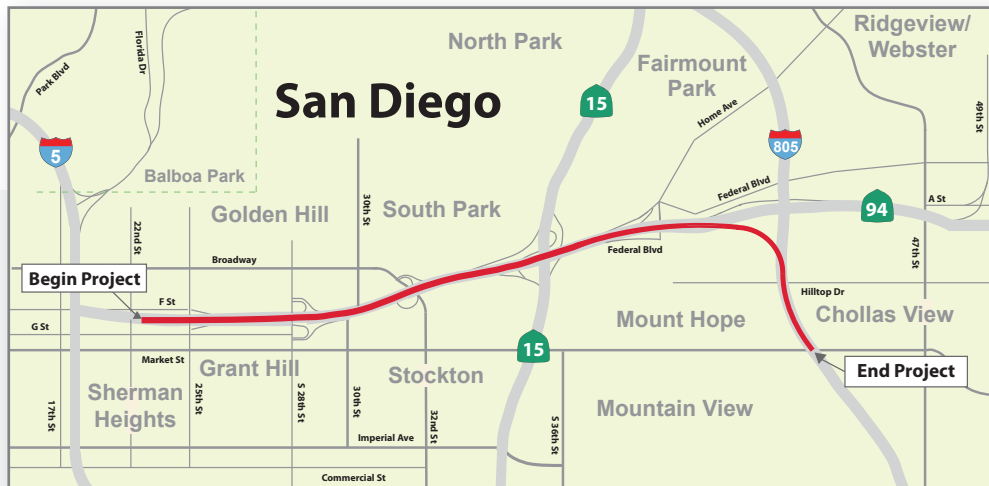 Ridgeview/
Webster
North Park
Fairmount
Park
Park Blvd
Florida Dr
San Diego
15
Home Ave
49th St
5
805
Balboa Park
Federal Blvd
A St
94
Golden Hill
30th St
South Park
22nd St
Federal Blvd
47th St
Broadway
Begin Project
Hilltop Dr
F St
G St
Mount Hope
Chollas View
15
Market St
Grant Hill
Stockton
End Project
Sherman
Heights
17th St
25th St
S 28th St
30th St
32nd St
S 36th St
Mountain View
Imperial Ave
Commercial St